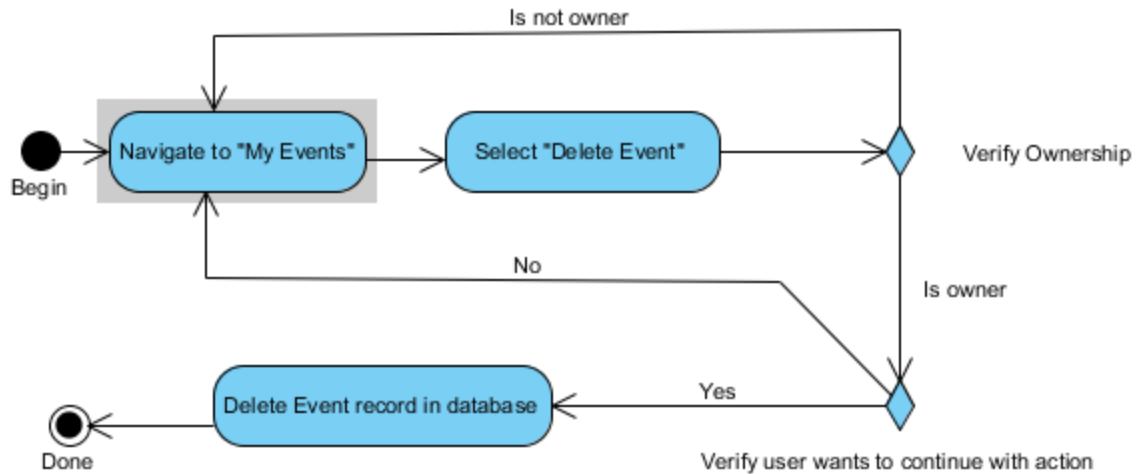 Is not owner
Navigate to "My Events"
Select "Delete Event"
Verify Ownership
Begin
No
Is owner
Yes
Delete Event record in database
Done
Verify user wants to continue with action